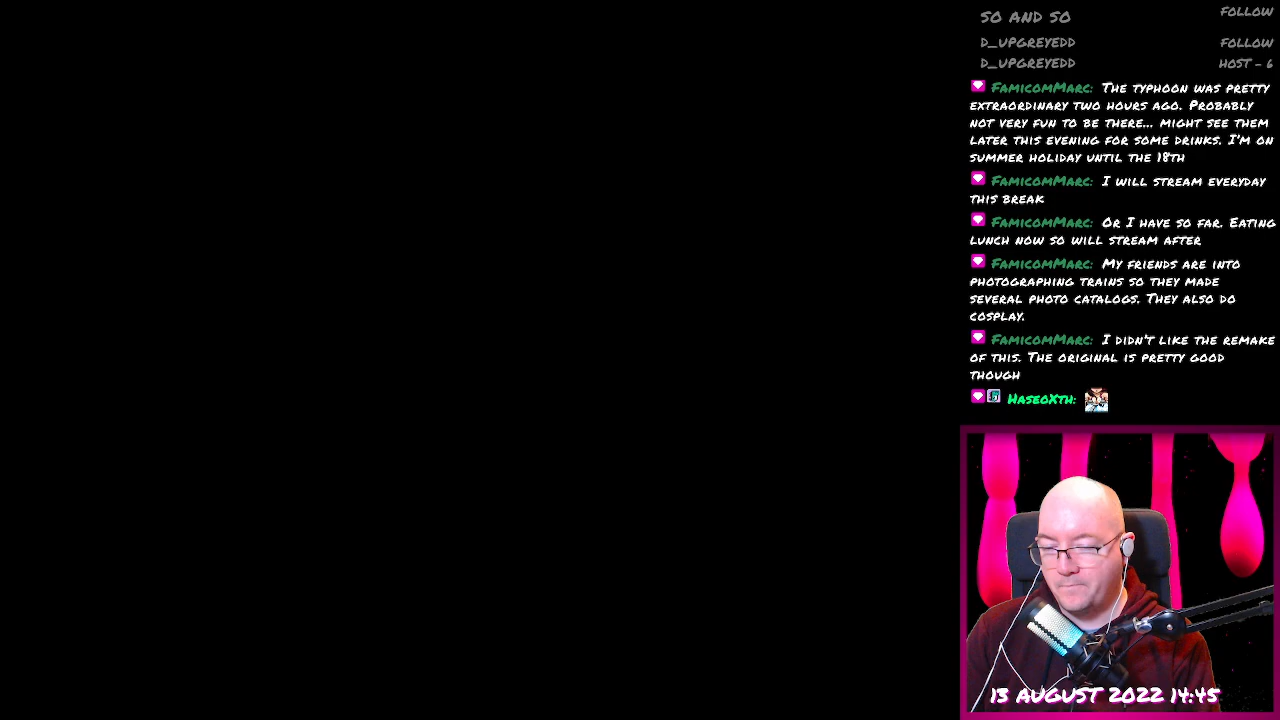 SO AND SO FOLLOW
D_UPGREYEDD FOLLOW
D_UPGREYEDD HOST - 6
FamicomMarc: The typhoon was pretty
extraordinary two hours ago. Probably
not very fun to be there... might see them
later this evening for some drinks. I'm on
summer holiday until the 18th
FamicomMarc: I will stream everyday
this break
FamicomMarc: Or I have so far. Eating
lunch now so will stream after
FamicomMarc: My friends are into
photographing trains so they made
several photo catalogs. They also do
cosplay.
FamicomMarc: I didn't like the remake
of this. The original is pretty good
though
HaseoXth:
13 AUGUST 2022 14:45